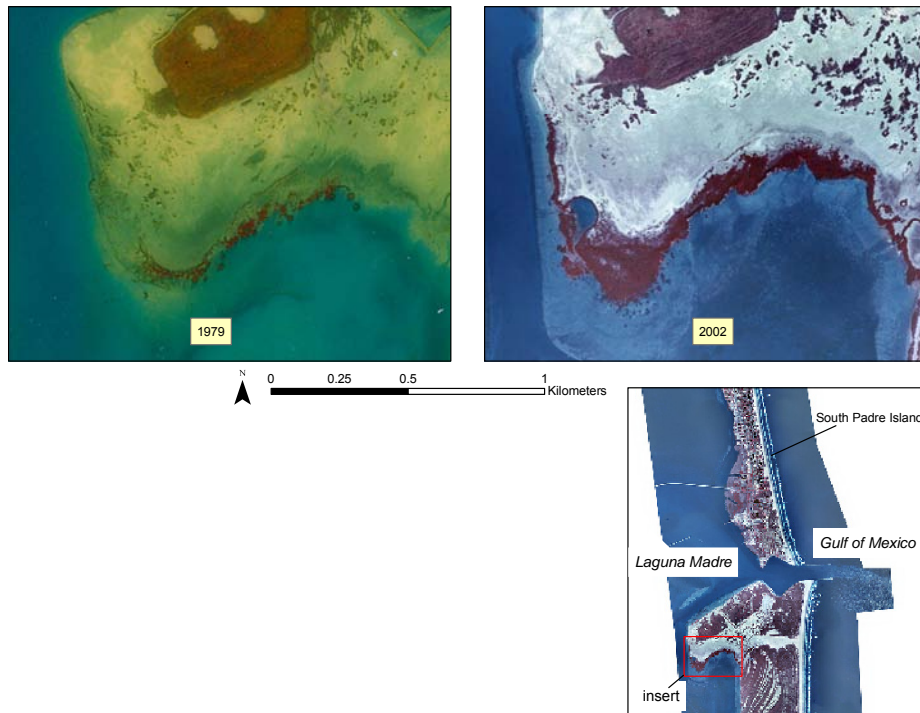 1979
2002
N
0 0.25 0.5 1
Kilometers
South Padre Island
Gulf of Mexico
Laguna Madre
insert